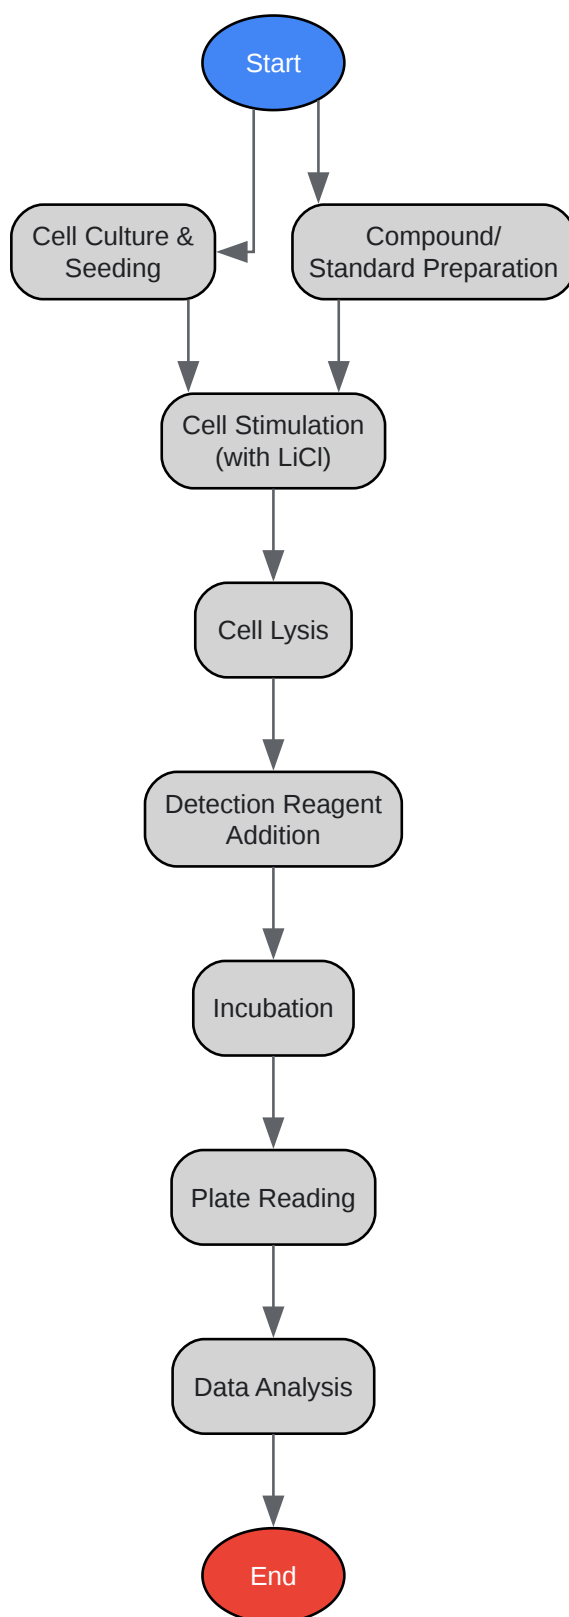 Start
Cell Culture &
Seeding
Compound/
Standard Preparation
Cell Stimulation
(with LiCl)
Cell Lysis
Detection Reagent
Addition
Incubation
Plate Reading
Data Analysis
End